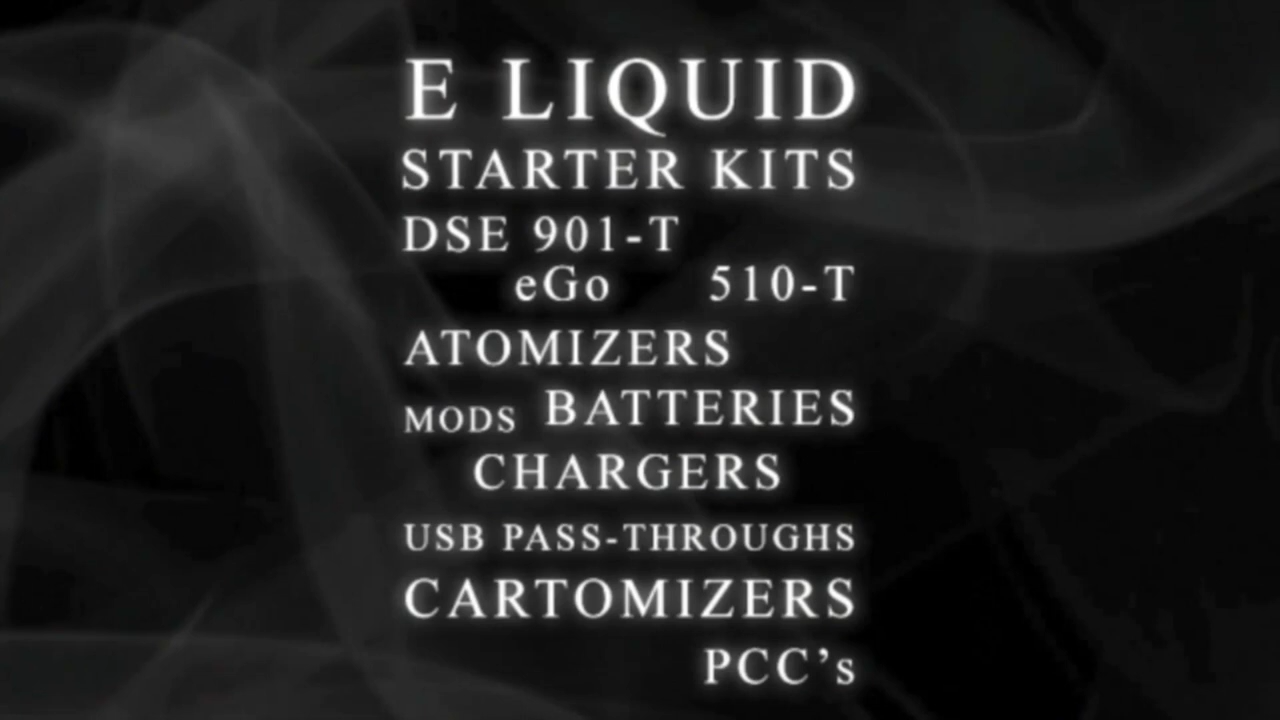 E LIQUID
STARTER KITS
DSE 901-T
eGo 510-T
ATOMIZERS
MODS BATTERIES
CHARGERS
USB PASS-THROUGHS
CARTOMIZERS
PCC’s